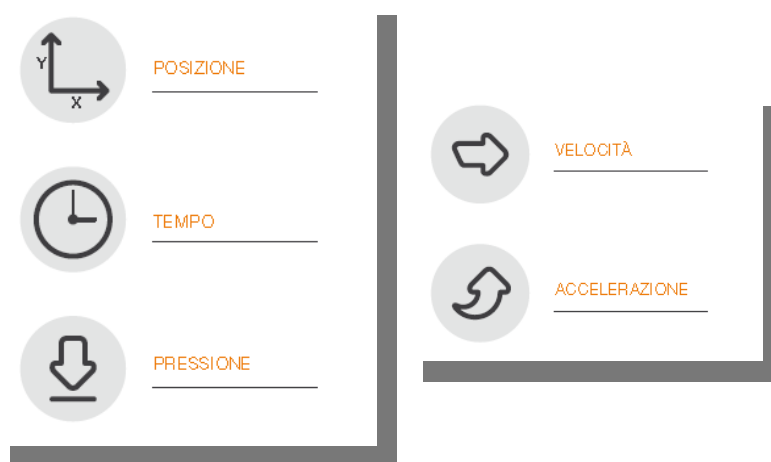 Y
X
POSIZIONE
TEMPO
PRESSIONE
VELOCITÀ
ACCELERAZIONE